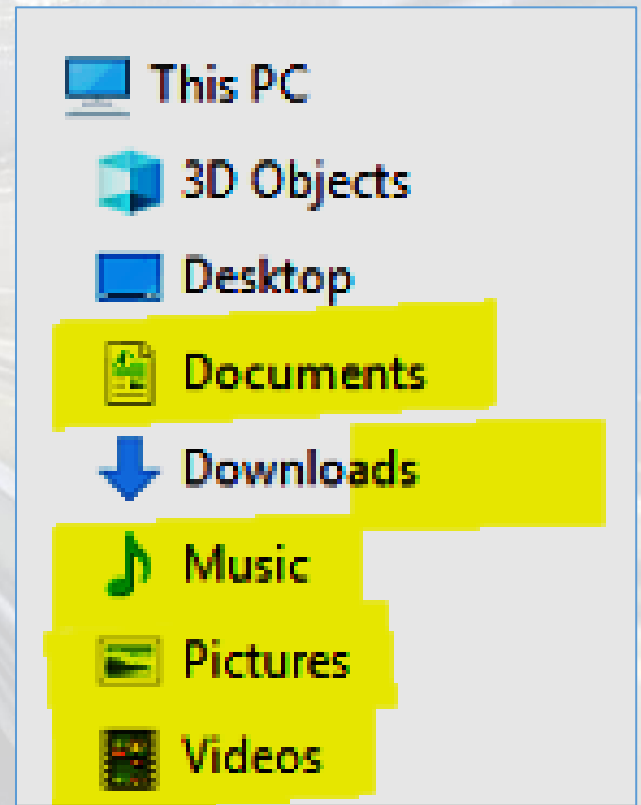 This PC
3D Objects
Desktop
Documents
Downloads
Music
Pictures
Videos